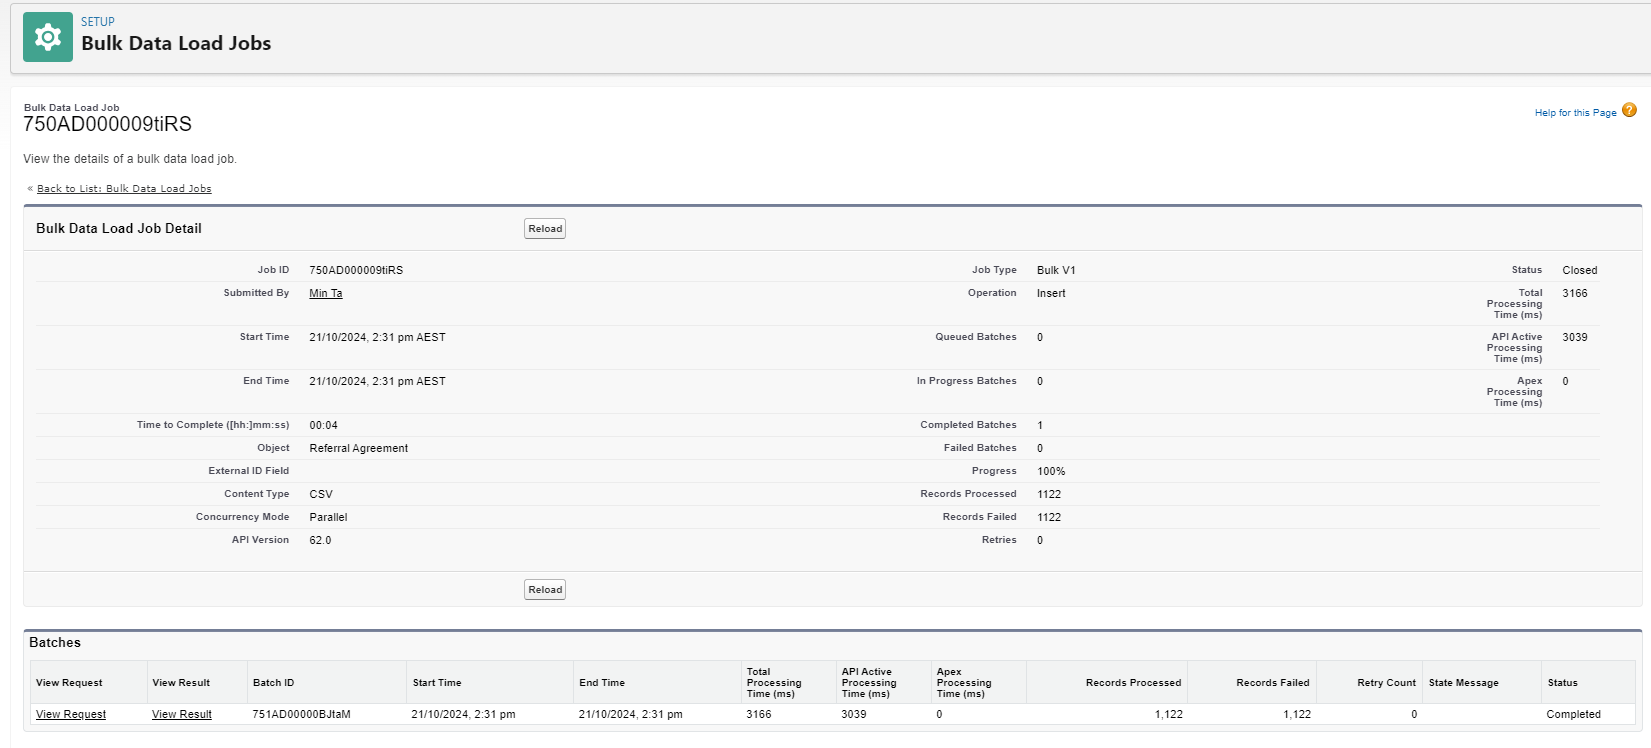 SETUP
Bulk Data Load Jobs
Bulk Data Load Job
750AD000009tiRS
Help for this Page ?
View the details of a bulk data load job.
« Back to List: Bulk Data Load Jobs
Bulk Data Load Job Detail
Reload
Job ID 750AD000009tiRS Job Type Bulk V1 Status Closed
Submitted By Min Ta Operation Insert Total Processing Time (ms) 3166
Start Time 21/10/2024, 2:31 pm AEST Queued Batches 0 API Active Processing Time (ms) 3039
End Time 21/10/2024, 2:31 pm AEST In Progress Batches 0 Apex Processing Time (ms) 0
Time to Complete ([hh:]mm:ss) 00:04 Completed Batches 1
Object Referral Agreement Failed Batches 0
External ID Field Progress 100%
Content Type CSV Records Processed 1122
Concurrency Mode Parallel Records Failed 1122
API Version 62.0 Retries 0
Reload
Batches
View Request View Result Batch ID Start Time End Time Total Processing Time (ms) API Active Processing Time (ms) Apex Processing Time (ms) Records Processed Records Failed Retry Count State Message Status
View Request View Result 751AD00000BJtaM 21/10/2024, 2:31 pm 21/10/2024, 2:31 pm 3166 3039 0 1,122 1,122 0 Completed